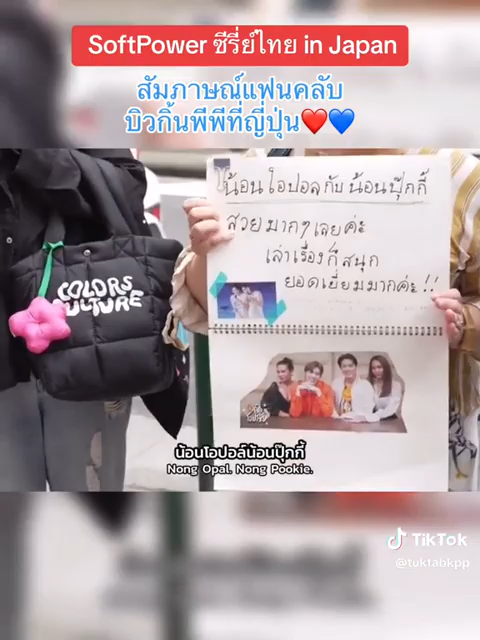 SoftPower ซีรี่ย์ไทย in Japan
สัมภาษณ์แฟนคลับ
บิวกิ้นพีพีที่ญี่ปุ่น❤️💙
น้อนโอปอลกับน้อนปุ๊กกี้
สวยมากๆเลยค่ะ
เล่าเรื่องก็สนุก
ยอดเยี่ยมมากค่ะ!!
COLORS
CULTURE
น้อนโอปอล์น้อนปุ๊กกี้
Nong Opal. Nong Pookie.
TikTok
@tuktabkpp